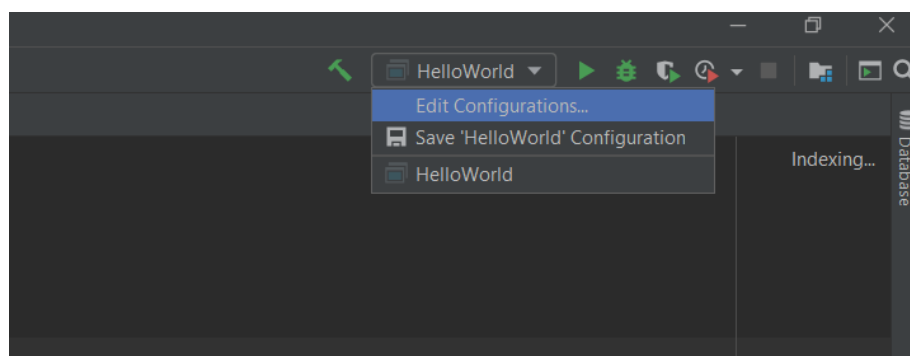 HelloWorld
Edit Configurations...
Save 'HelloWorld' Configuration
HelloWorld
Indexing...
Database